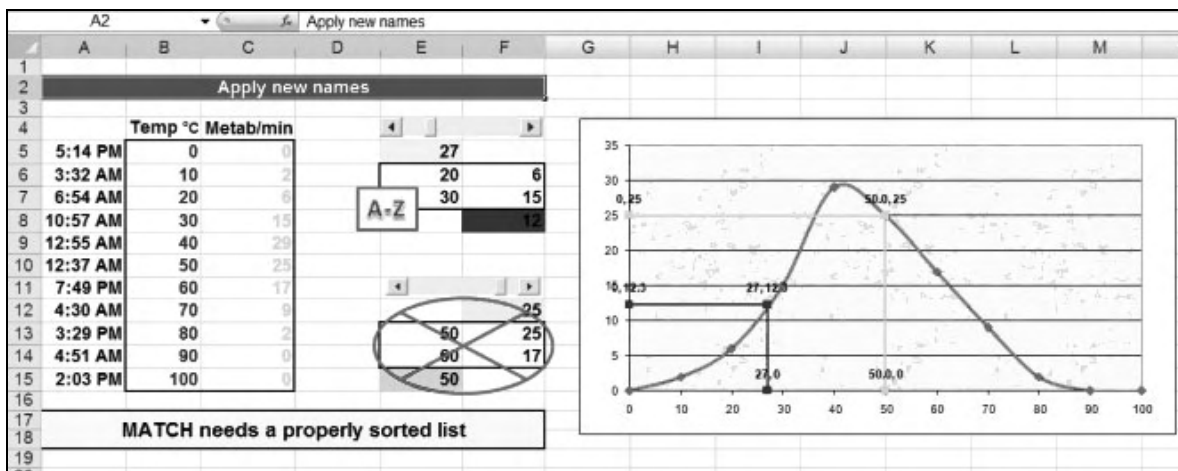 A2 fx Apply new names
A B C D E F G H I J K L M
1
2 Apply new names
3
4 Temp °C Metab/min
5 5:14 PM 0 0 27
6 3:32 AM 10 2 20 6
7 6:54 AM 20 6 30 15
A-Z
8 10:57 AM 30 15 12
9 12:55 AM 40 29
10 12:37 AM 50 25
11 7:49 PM 60 17
12 4:30 PM 70 9 25
13 3:29 PM 80 2 50 25
14 4:51 AM 90 0 60 17
15 2:03 PM 100 0 50
16
17
18 MATCH needs a properly sorted list
19
35
30
0, 25 50.0, 25
25
20
15
27, 12.3
10
5
27, 0 50.0, 0
0
0 10 20 30 40 50 60 70 80 90 100